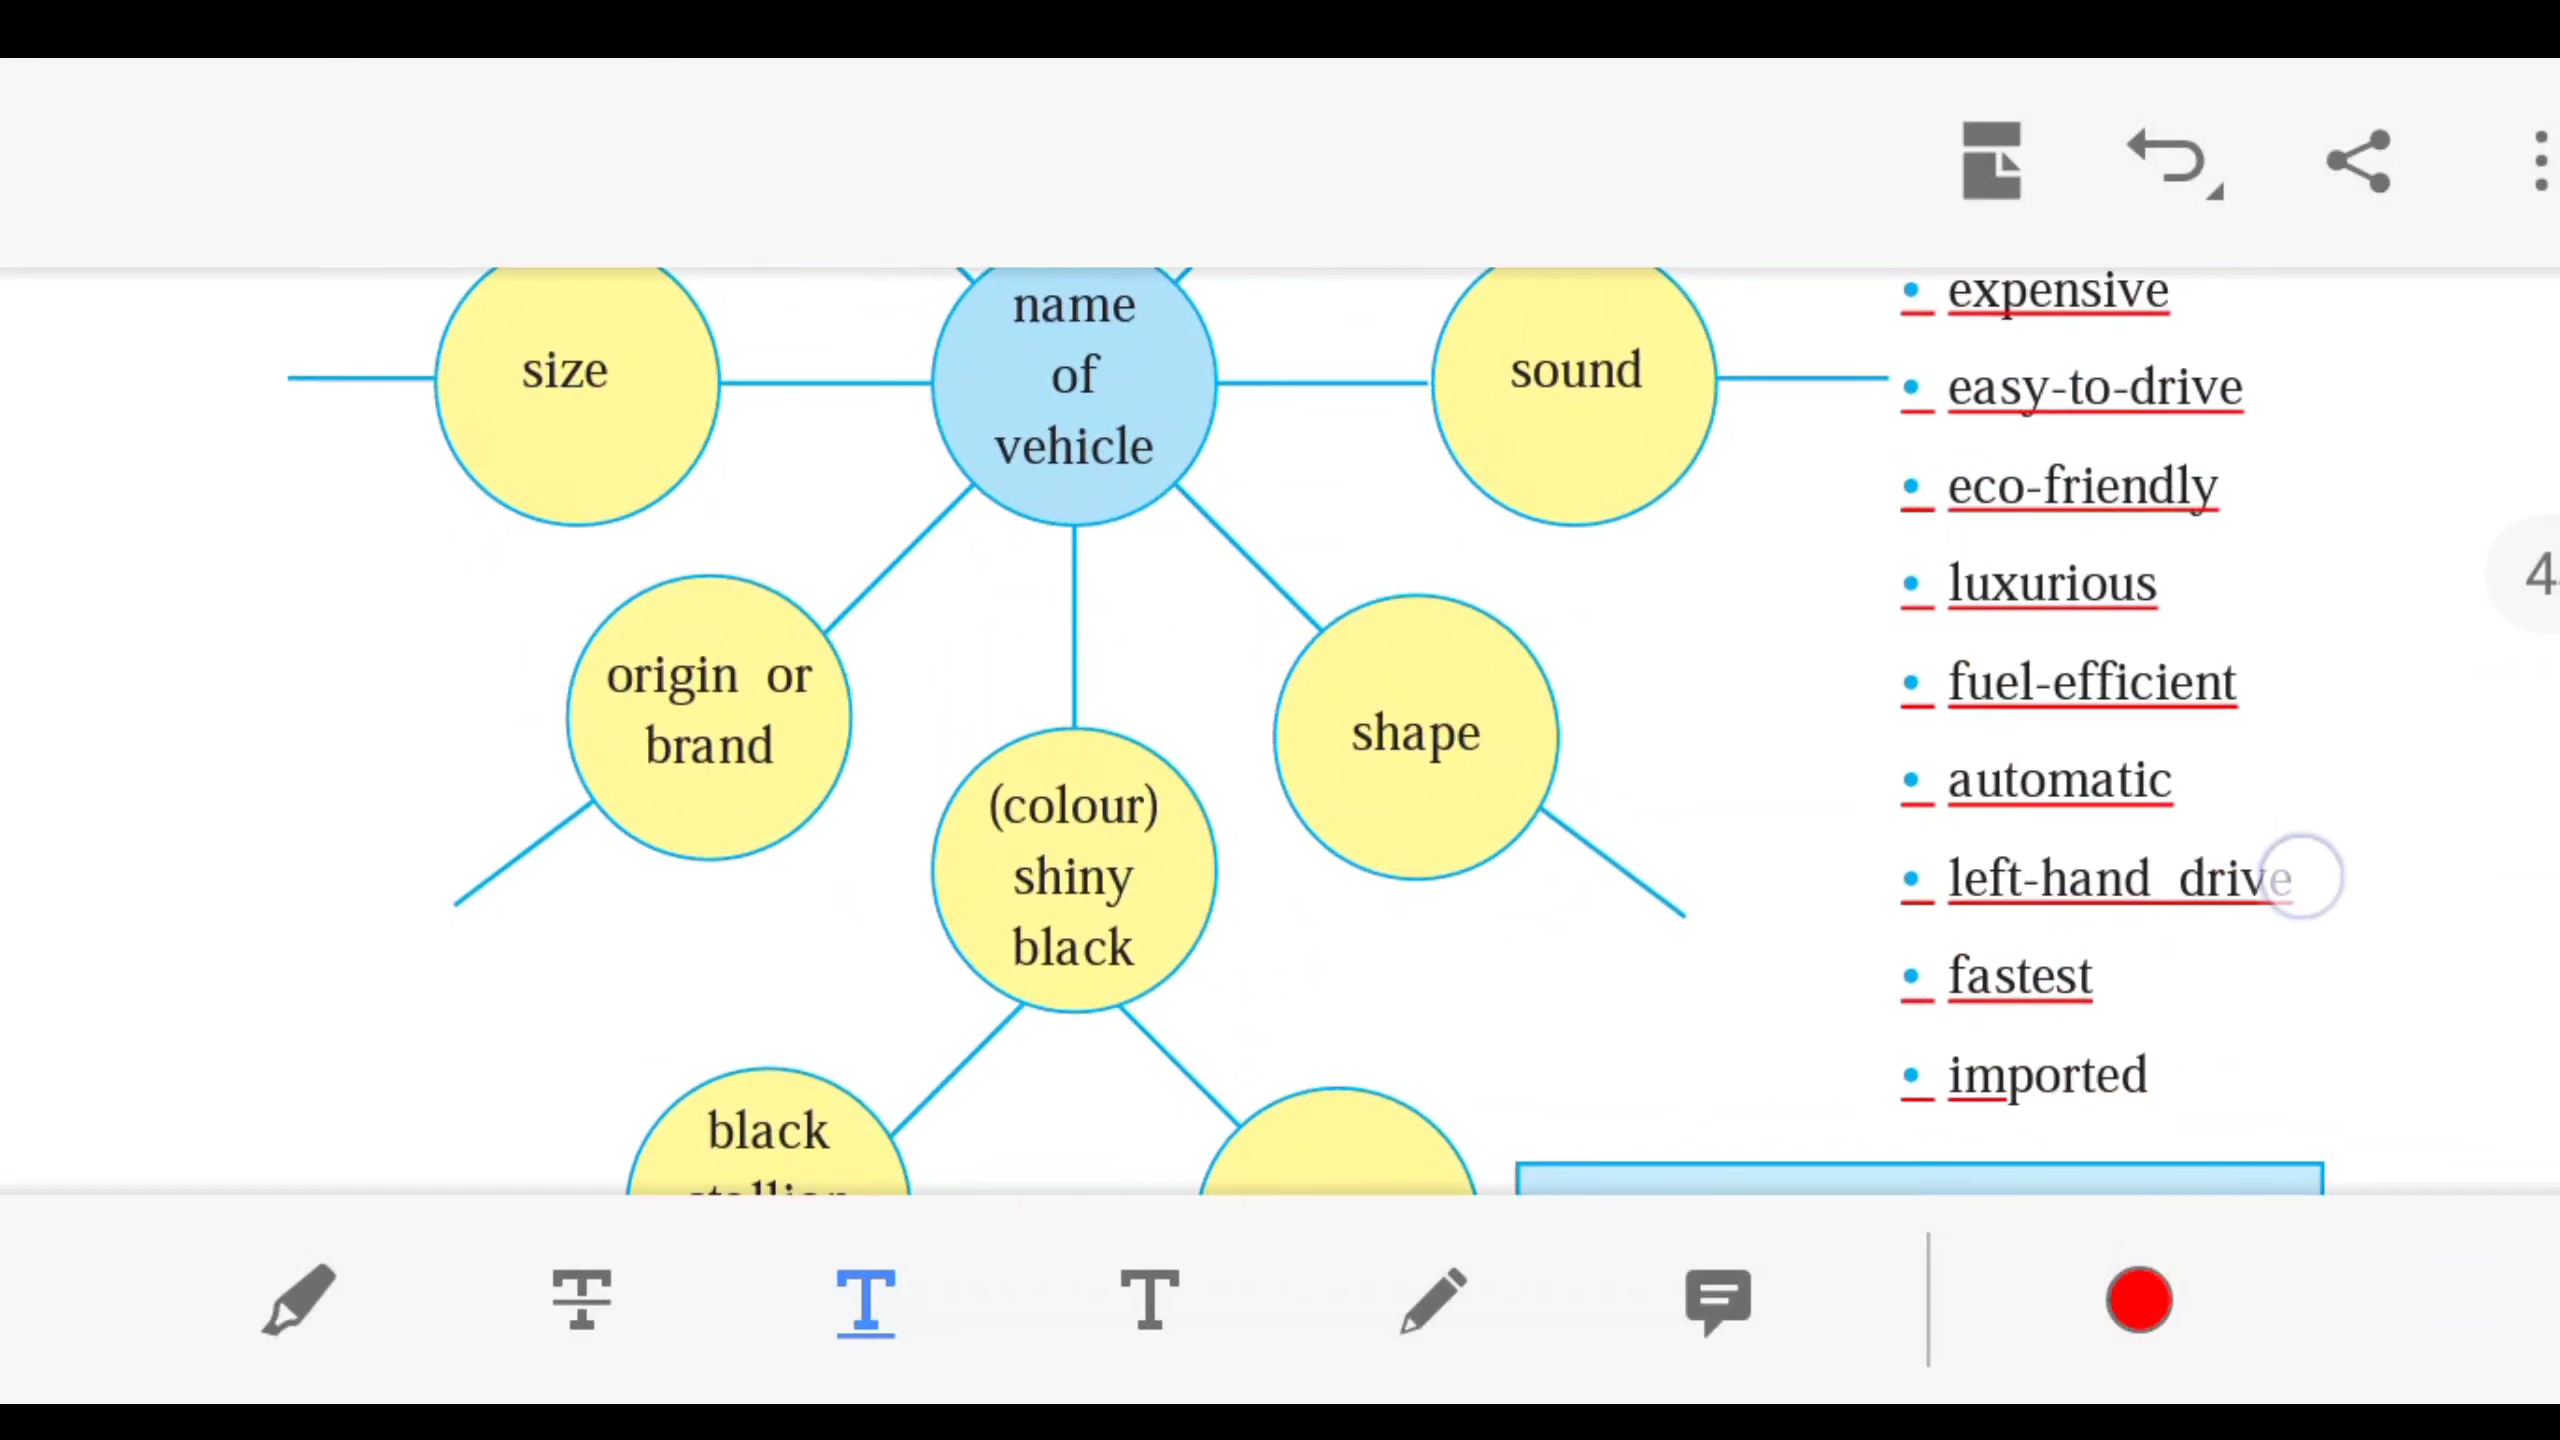 name
of
vehicle
size
sound
origin or
brand
(colour)
shiny
black
shape
black
• expensive
• easy-to-drive
• eco-friendly
• luxurious
• fuel-efficient
• automatic
• left-hand drive
• fastest
• imported
4